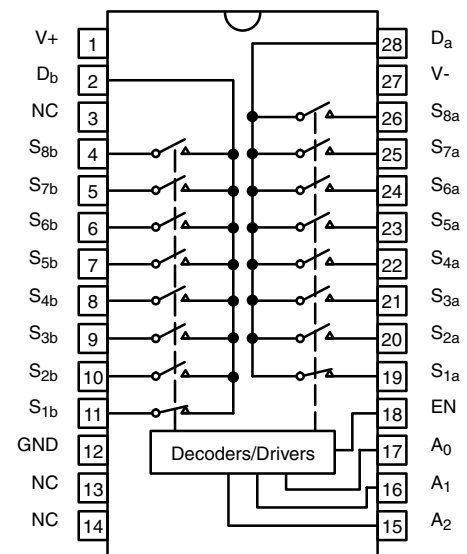 V+ 1 28 Da
Db 2 27 V-
NC 3 26 S8a
S8b 4 25 S7a
S7b 5 24 S6a
S6b 6 23 S5a
S5b 7 22 S4a
S4b 8 21 S3a
S3b 9 20 S2a
S2b 10 19 S1a
S1b 11 18 EN
GND 12 Decoders/Drivers 17 A0
NC 13 16 A1
NC 14 15 A2